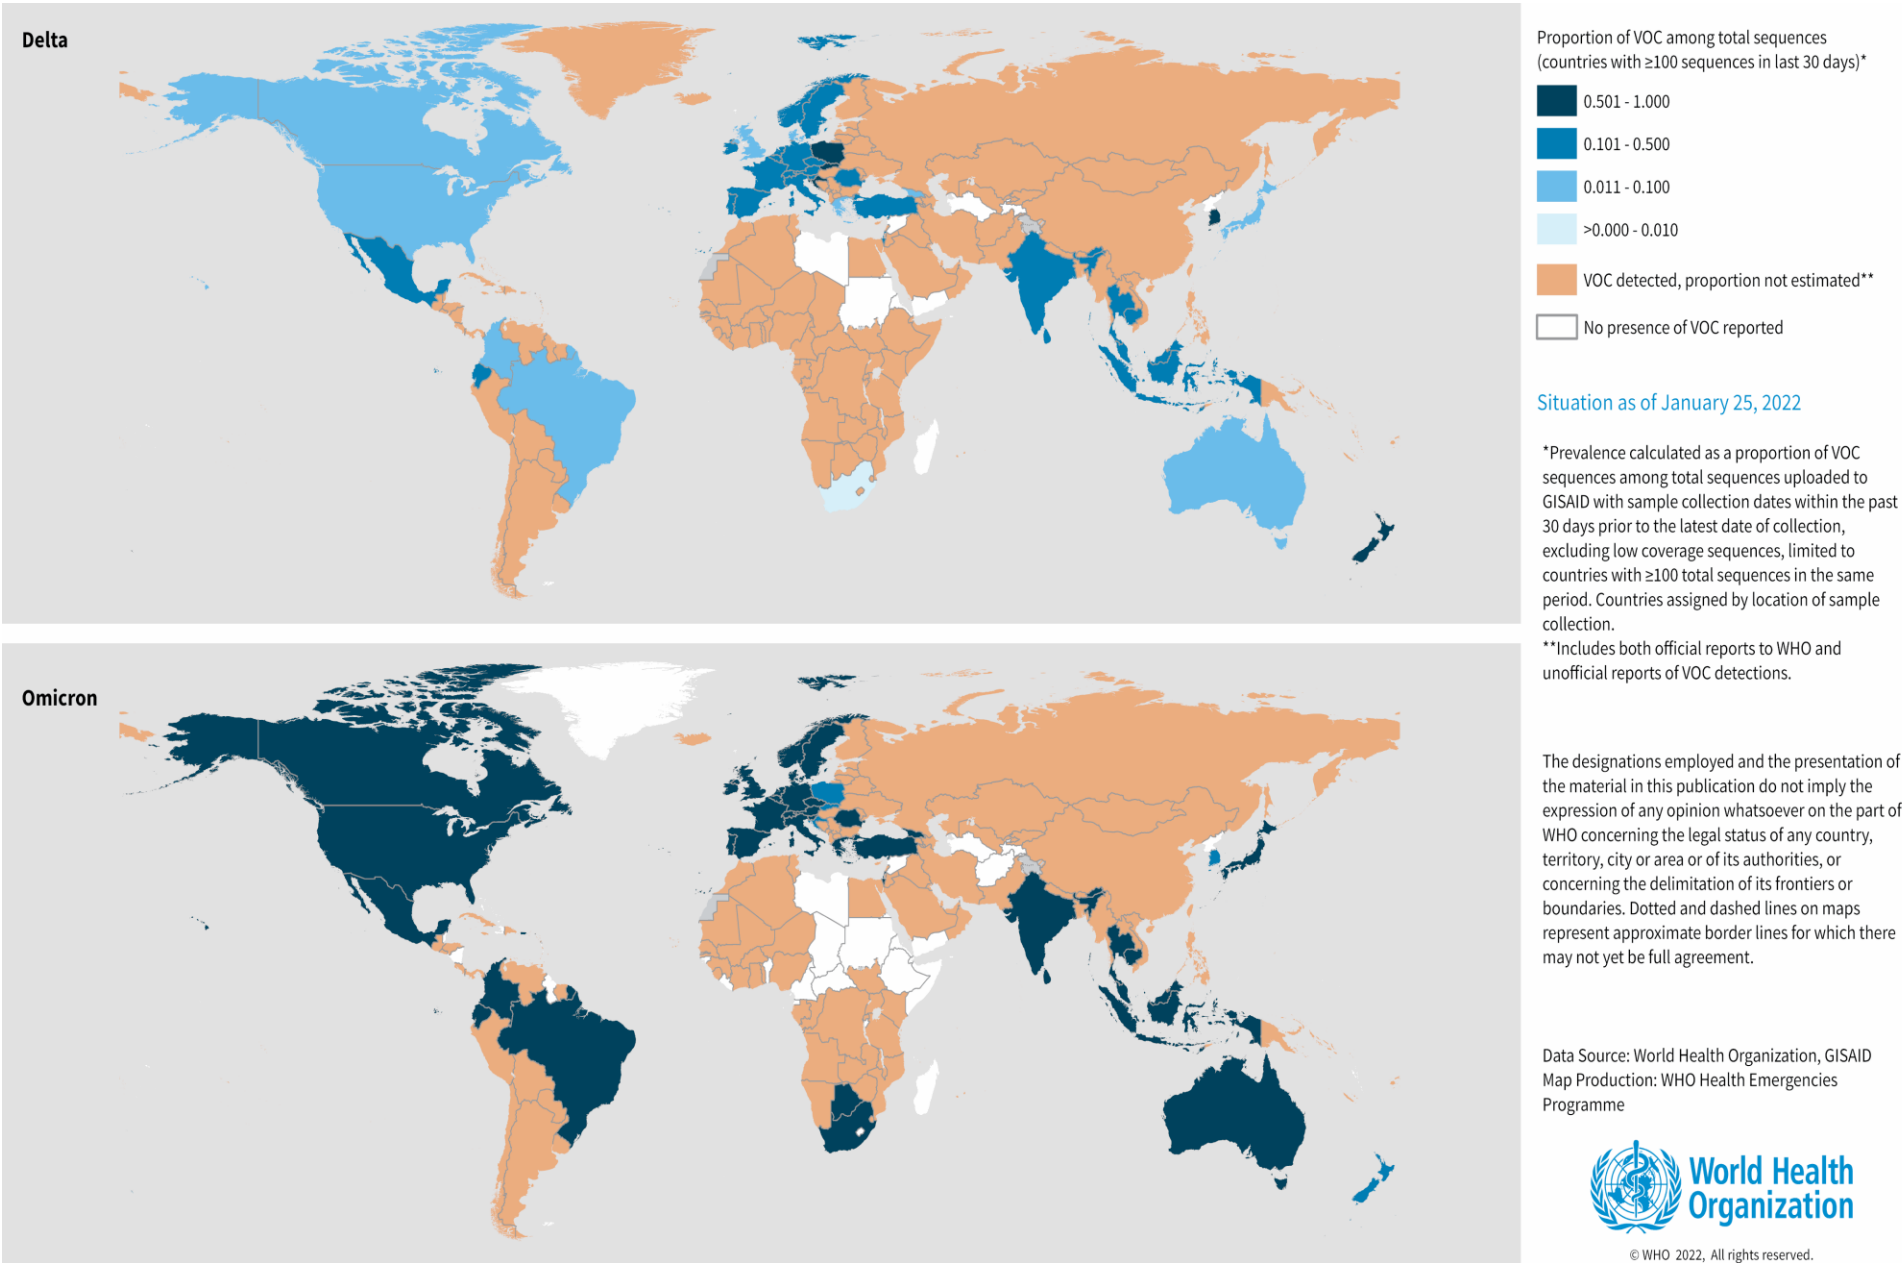 Delta
Proportion of VOC among total sequences
(countries with ≥100 sequences in last 30 days)*
0.501 - 1.000
0.101 - 0.500
0.011 - 0.100
>0.000 - 0.010
VOC detected, proportion not estimated**
No presence of VOC reported
Situation as of January 25, 2022
*Prevalence calculated as a proportion of VOC
sequences among total sequences uploaded to
GISAID with sample collection dates within the past
30 days prior to the latest date of collection,
excluding low coverage sequences, limited to
countries with ≥100 total sequences in the same
period. Countries assigned by location of sample
collection.
**Includes both official reports to WHO and
unofficial reports of VOC detections.
Omicron
The designations employed and the presentation of
the material in this publication do not imply the
expression of any opinion whatsoever on the part of
WHO concerning the legal status of any country,
territory, city or area or of its authorities, or
concerning the delimitation of its frontiers or
boundaries. Dotted and dashed lines on maps
represent approximate border lines for which there
may not yet be full agreement.
Data Source: World Health Organization, GISAID
Map Production: WHO Health Emergencies
Programme
World Health
Organization
© WHO 2022, All rights reserved.